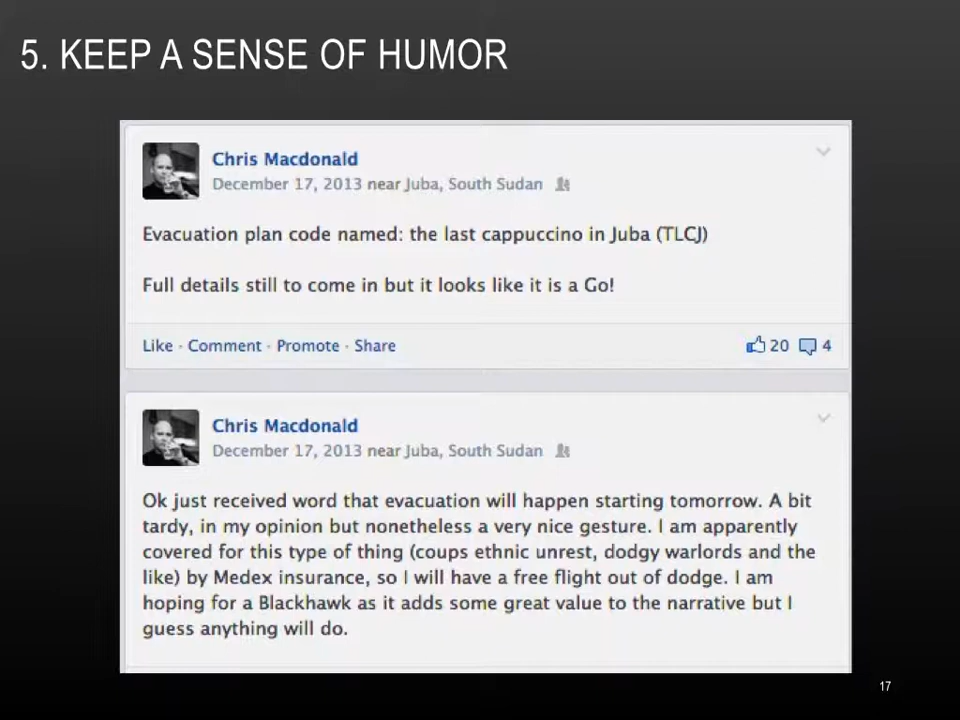 5. KEEP A SENSE OF HUMOR
Chris Macdonald
December 17, 2013 near Juba, South Sudan
Evacuation plan code named: the last cappuccino in Juba (TLCJ)
Full details still to come in but it looks like it is a Go!
Like · Comment · Promote · Share 20 4
Chris Macdonald
December 17, 2013 near Juba, South Sudan
Ok just received word that evacuation will happen starting tomorrow. A bit
tardy, in my opinion but nonetheless a very nice gesture. I am apparently
covered for this type of thing (coups ethnic unrest, dodgy warlords and the
like) by Medex insurance, so I will have a free flight out of dodge. I am
hoping for a Blackhawk as it adds some great value to the narrative but I
guess anything will do.
17